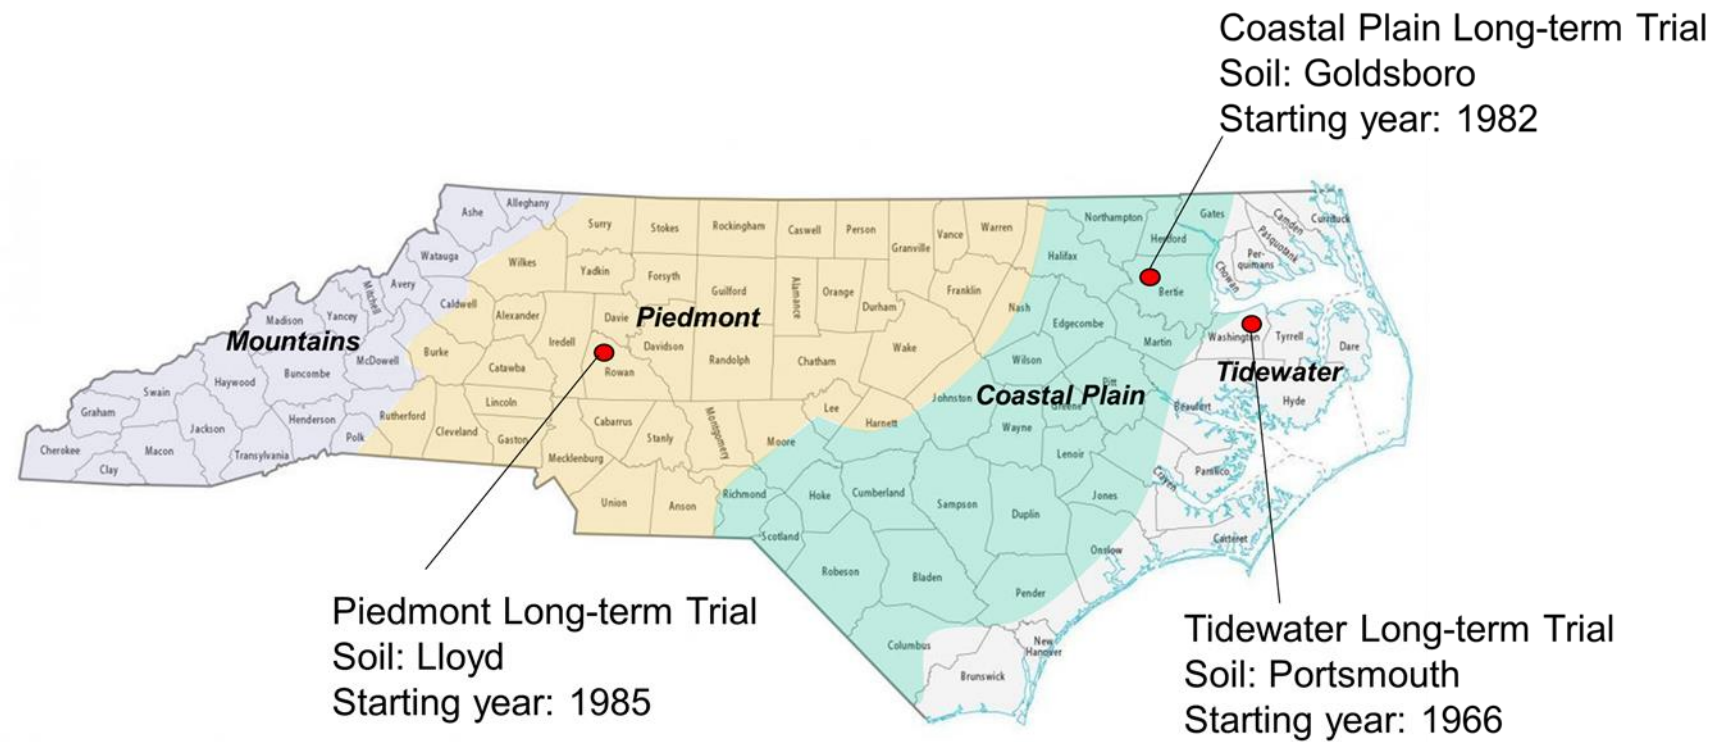 Coastal Plain Long-term Trial
Soil: Goldsboro
Starting year: 1982
Ashe
Alleghany
Surry
Stokes
Rockingham
Caswell
Person
Granville
Vance
Warren
Northampton
Gates
Camden
Currituck
Pasquotank
Per-
quimans
Chowan
Hertford
Halifax
Bertie
Watauga
Wilkes
Yadkin
Forsyth
Guilford
Alamance
Orange
Durham
Franklin
Nash
Edgecombe
Martin
Washington
Tyrrell
Dare
Mitchell
Avery
Caldwell
Alexander
Davie
Piedmont
Iredell
Davidson
Randolph
Chatham
Wake
Wilson
Pitt
Tidewater
Hyde
Madison
Yancey
Mountains
McDowell
Burke
Catawba
Rowan
Buncombe
Haywood
Swain
Graham
Cherokee
Clay
Macon
Jackson
Transylvania
Henderson
Polk
Rutherford
Cleveland
Lincoln
Gaston
Mecklenburg
Cabarrus
Stanly
Montgomery
Moore
Lee
Harnett
Johnston
Coastal Plain
Greene
Wayne
Lenoir
Beaufort
Craven
Pamlico
Jones
Carteret
Onslow
Union
Anson
Richmond
Scotland
Hoke
Cumberland
Sampson
Duplin
Robeson
Bladen
Pender
Columbus
New
Hanover
Brunswick
Piedmont Long-term Trial
Soil: Lloyd
Starting year: 1985
Tidewater Long-term Trial
Soil: Portsmouth
Starting year: 1966